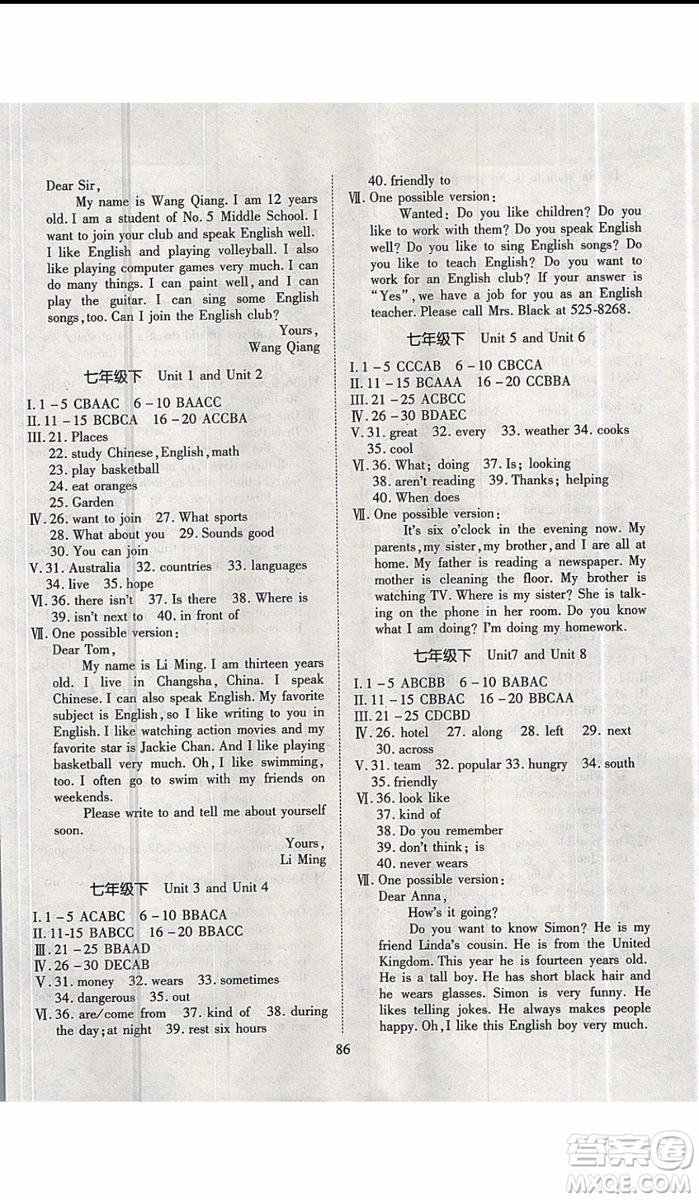 Dear Sir,
My name is Wang Qiang. I am 12 years
old. I am a student of No. 5 Middle School. I
want to join your club and speak English well.
I like English and playing volleyball. I also
like playing computer games very much. I can
do many things. I can paint well, and I can
play the guitar. I can sing some English
songs, too. Can I join the English club?
Yours,
Wang Qiang
七年级下 Unit 1 and Unit 2
Ⅰ. 1-5 CBAAC 6-10 BAACC
Ⅱ. 11-15 BCBCA 16-20 ACCBA
Ⅲ. 21. Places
22. study Chinese, English, math
23. play basketball
24. eat oranges
25. Garden
Ⅳ. 26. want to join 27. What sports
28. What about you 29. Sounds good
30. You can join
Ⅴ. 31. Australia 32. countries 33. languages
34. live 35. hope
Ⅵ. 36. there isn't 37. Is there 38. Where is
39. isn't next to 40. in front of
Ⅶ. One possible version:
Dear Tom,
My name is Li Ming. I am thirteen years
old. I live in Changsha, China. I speak
Chinese. I can also speak English. My favorite
subject is English, so I like writing to you in
English. I like watching action movies and my
favorite star is Jackie Chan. And I like playing
basketball very much. Oh, I like swimming,
too. I often go to swim with my friends on
weekends.
Please write to and tell me about yourself
soon.
Yours,
Li Ming
七年级下 Unit 3 and Unit 4
Ⅰ. 1-5 ACABC 6-10 BBACA
Ⅱ. 11-15 BABCC 16-20 BBACC
Ⅲ. 21-25 BBAAD
Ⅳ. 26-30 DECAB
Ⅴ. 31. money 32. wears 33. sometimes
34. dangerous 35. out
Ⅵ. 36. are/come from 37. kind of 38. during
the day; at night 39. rest six hours
40. friendly to
Ⅶ. One possible version:
Wanted: Do you like children? Do you
like to work with them? Do you speak English
well? Do you like to sing English songs? Do
you like to teach English? Do you want to
work for an English club? If your answer is
"Yes", we have a job for you as an English
teacher. Please call Mrs. Black at 525-8268.
七年级下 Unit 5 and Unit 6
Ⅰ. 1-5 CCCAB 6-10 CBCCA
Ⅱ. 11-15 BCAAA 16-20 CCBBA
Ⅲ. 21-25 BCABC
Ⅳ. 26-30 BDAEC
Ⅴ. 31. great 32. every 33. weather 34. cooks
35. cool
Ⅵ. 36. What; doing 37. Is; looking
38. aren't reading 39. Thanks; helping
40. When does
Ⅶ. One possible version:
It's six o'clock in the evening now. My
parents, my sister, my brother, and I are all at
home. My father is reading a newspaper. My
mother is cleaning the floor. My brother is
watching TV. Where is my sister? She is talk-
ing on the phone in her room. Do you know
what I am doing? I'm doing my homework.
七年级下 Unit7 and Unit 8
Ⅰ. 1-5 ABCBB 6-10 BBABC
Ⅱ. 11-15 CBBAC 16-20 BBCAA
Ⅲ. 21-25 CDCBD
Ⅳ. 26. hotel 27. along 28. left 29. next
30. across
Ⅴ. 31. team 32. popular 33. hungry 34. south
35. friendly
Ⅵ. 36. look like
37. kind of
38. Do you remember
39. don't think; is
40. never wears
Ⅶ. One possible version:
Dear Anna,
How's it going?
Do you want to know Simon? He is my
friend Linda's cousin. He is from the United
Kingdom. This year he is fourteen years old.
He is a tall boy. He has short black hair and
he wears glasses. Simon is very funny. He
likes telling jokes. He always makes people
happy. Oh, I like this English boy very much.
86
答案圈
MXQE.COM